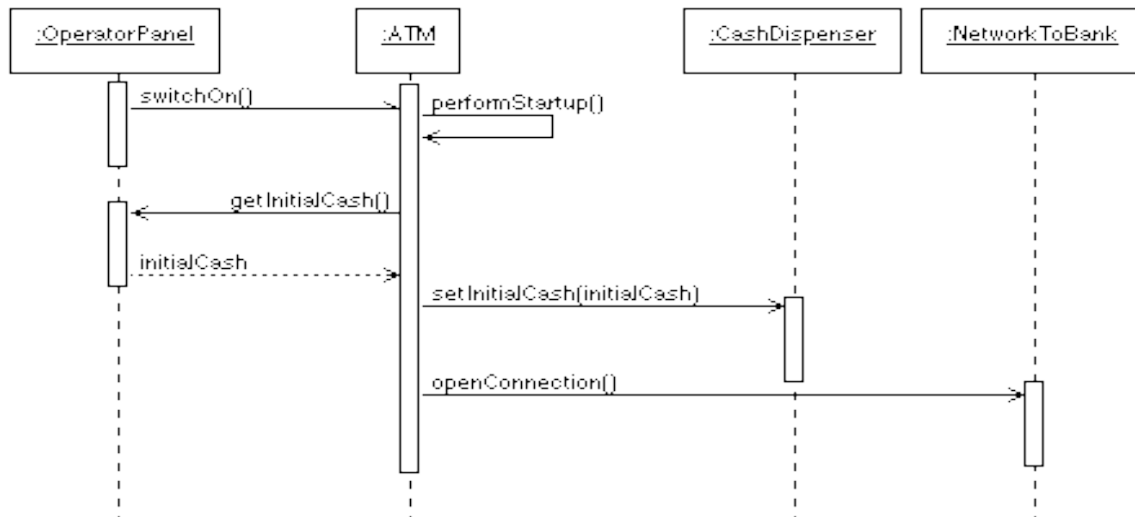 :OperatorPanel
:ATM
:CashDispenser
:NetworkToBank
switchOn()
performStartup()
getInitialCash()
initialCash
setInitialCash(initialCash)
openConnection()